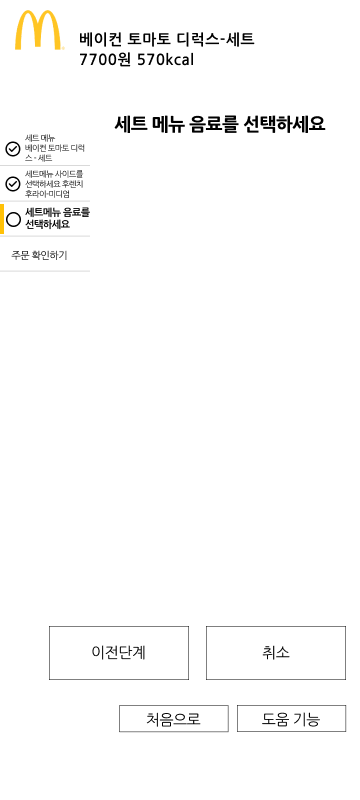 베이컨 토마토 디럭스-세트
7700원 570kcal
세트 메뉴 음료를 선택하세요
세트 메뉴
베이컨 토마토 디럭
스 - 세트
세트메뉴 사이드를
선택하세요 후렌치
후라이-미디엄
세트메뉴 음료를
선택하세요
주문 확인하기
이전단계
취소
처음으로
도움 기능